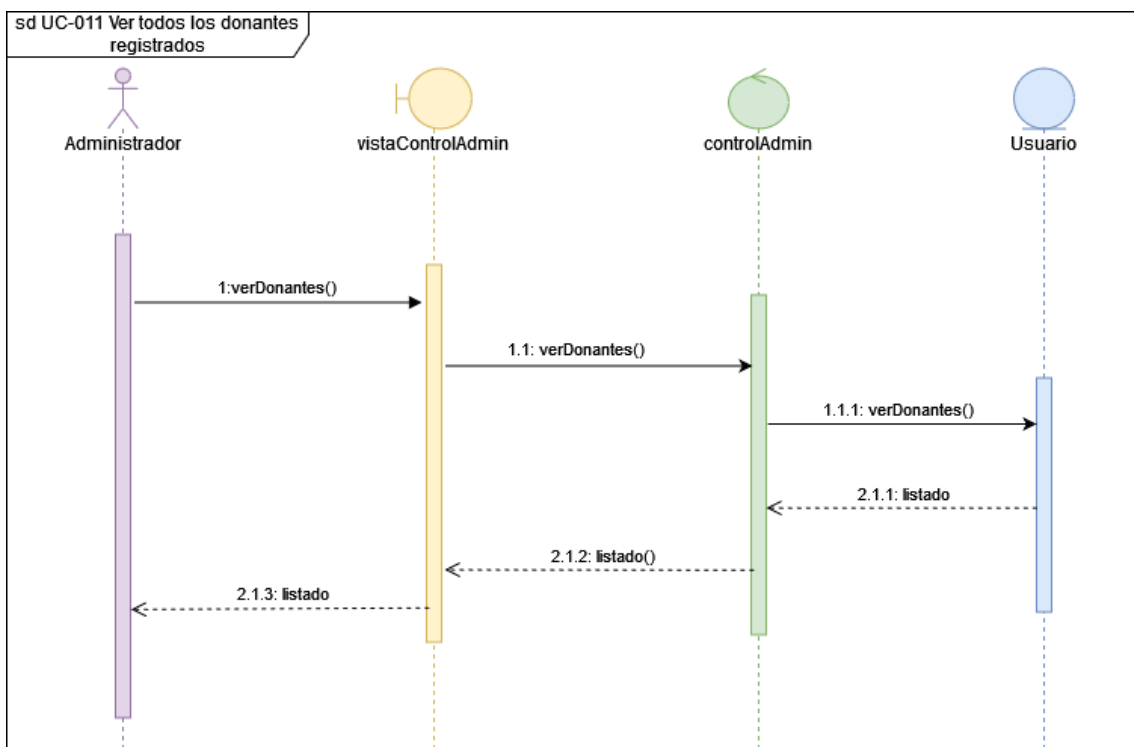 sd UC-011 Ver todos los donantes
registrados
Administrador
vistaControlAdmin
controlAdmin
Usuario
1:verDonantes()
1.1: verDonantes()
1.1.1: verDonantes()
2.1.1: listado
2.1.2: listado()
2.1.3: listado